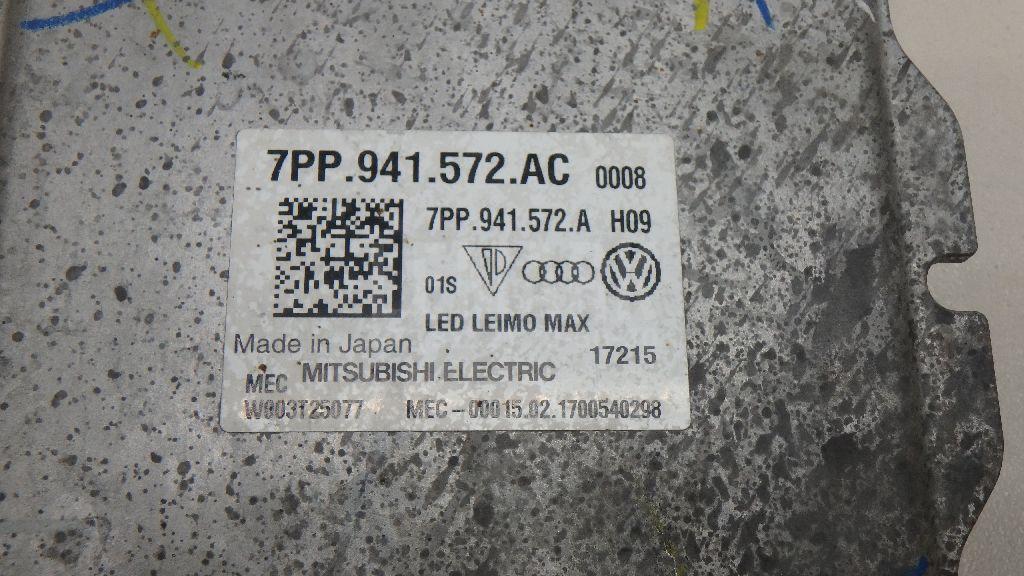 7PP.941.572.AC 0008
7PP.941.572.A H09
01S
LED LEIMO MAX
Made in Japan
17215
MEC MITSUBISHI ELECTRIC
W003T25077 MEC-00015.02.1700540298